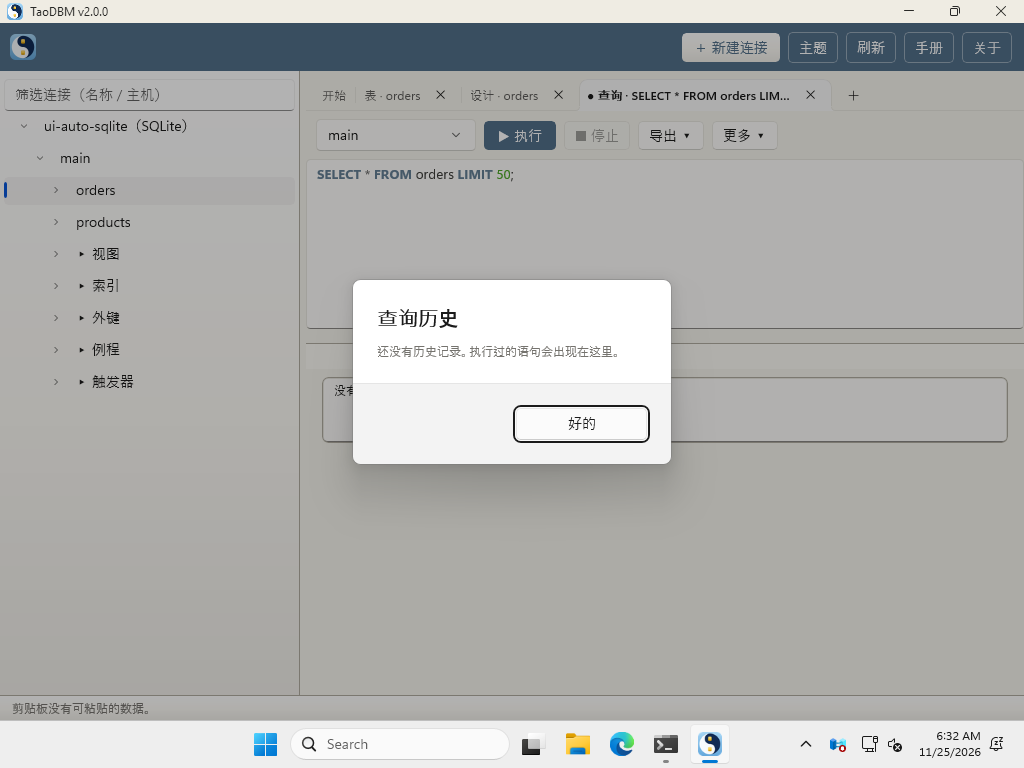 TaoDBM v2.0.0
+ 新建连接 主题 刷新 手册 关于
筛选连接（名称 / 主机）
开始 表 · orders 设计 · orders ● 查询 · SELECT * FROM orders LIM...
ui-auto-sqlite（SQLite）
main
orders
products
视图
索引
外键
例程
触发器
main 执行 停止 导出 更多
SELECT * FROM orders LIMIT 50;
没有
查询历史
还没有历史记录。执行过的语句会出现在这里。
好的
剪贴板没有可粘贴的数据。
Search
6:32 AM
11/25/2026